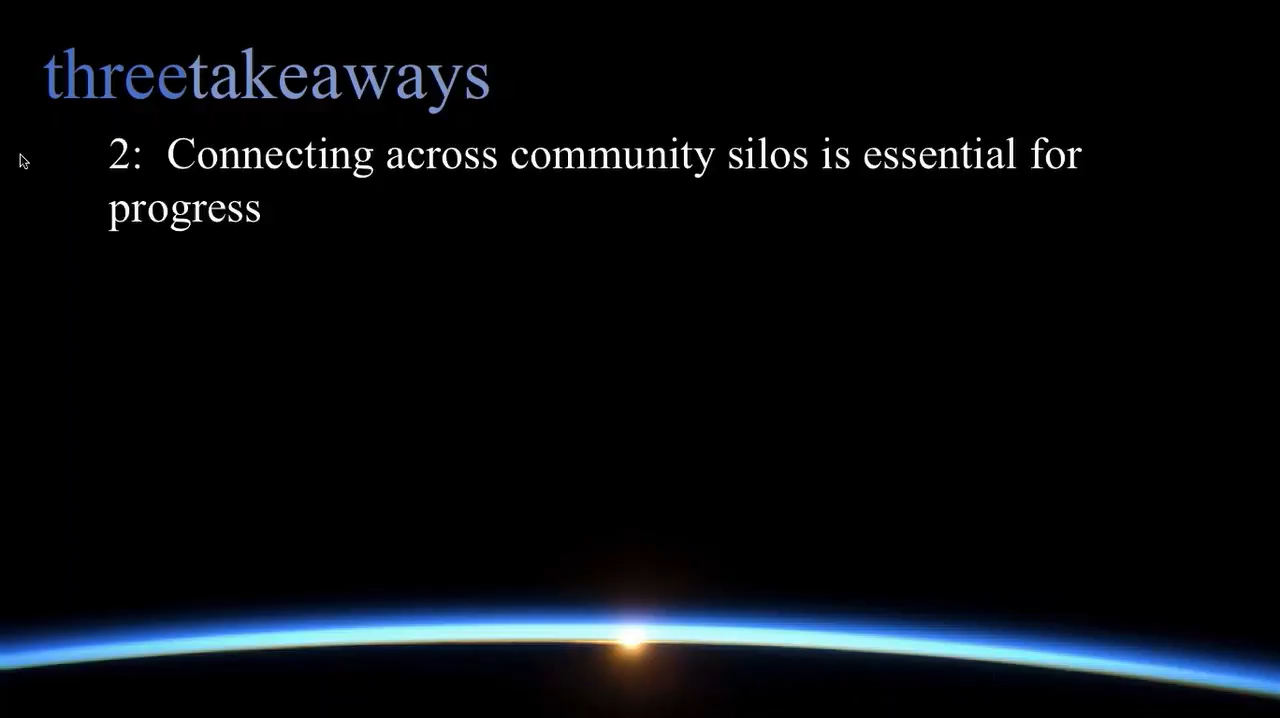 threetakeaways
2: Connecting across community silos is essential for
progress